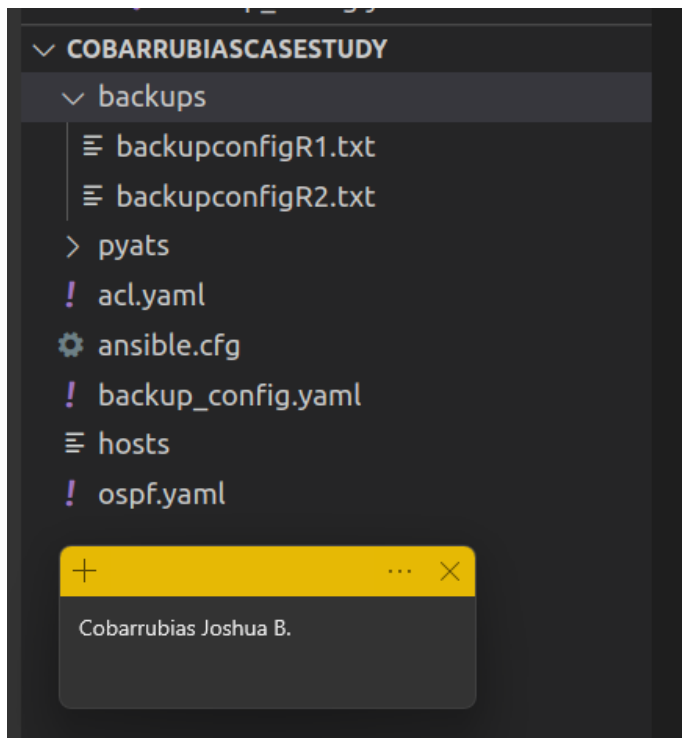 COBARRUBIASCASESTUDY
backups
backupconfigR1.txt
backupconfigR2.txt
pyats
! acl.yaml
ansible.cfg
! backup_config.yaml
hosts
! ospf.yaml
Cobarrubias Joshua B.